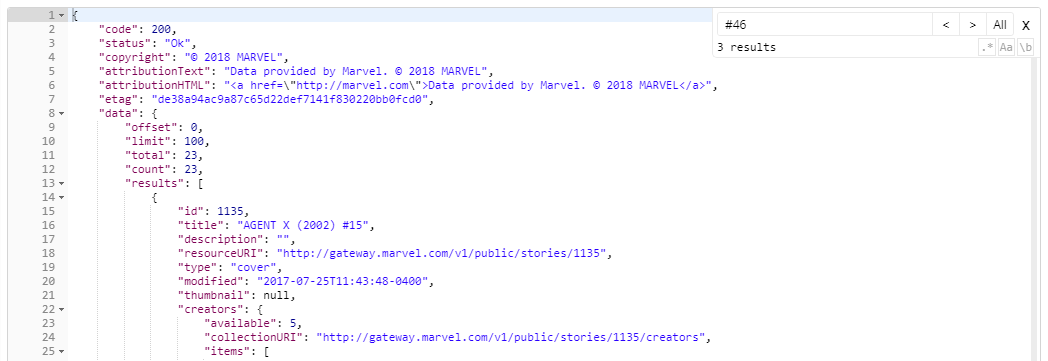 1 {
2 "code": 200,
3 "status": "Ok",
4 "copyright": "© 2018 MARVEL",
5 "attributionText": "Data provided by Marvel. © 2018 MARVEL",
6 "attributionHTML": "<a href=\"http://marvel.com\">Data provided by Marvel. © 2018 MARVEL</a>",
7 "etag": "de38a94ac9a87c65d22def7141f830220bb0fcd0",
8 "data": {
9 "offset": 0,
10 "limit": 100,
11 "total": 23,
12 "count": 23,
13 "results": [
14 {
15 "id": 1135,
16 "title": "AGENT X (2002) #15",
17 "description": "",
18 "resourceURI": "http://gateway.marvel.com/v1/public/stories/1135",
19 "type": "cover",
20 "modified": "2017-07-25T11:43:48-0400",
21 "thumbnail": null,
22 "creators": {
23 "available": 5,
24 "collectionURI": "http://gateway.marvel.com/v1/public/stories/1135/creators",
25 "items": [
#46 < > All X
3 results .* Aa \b